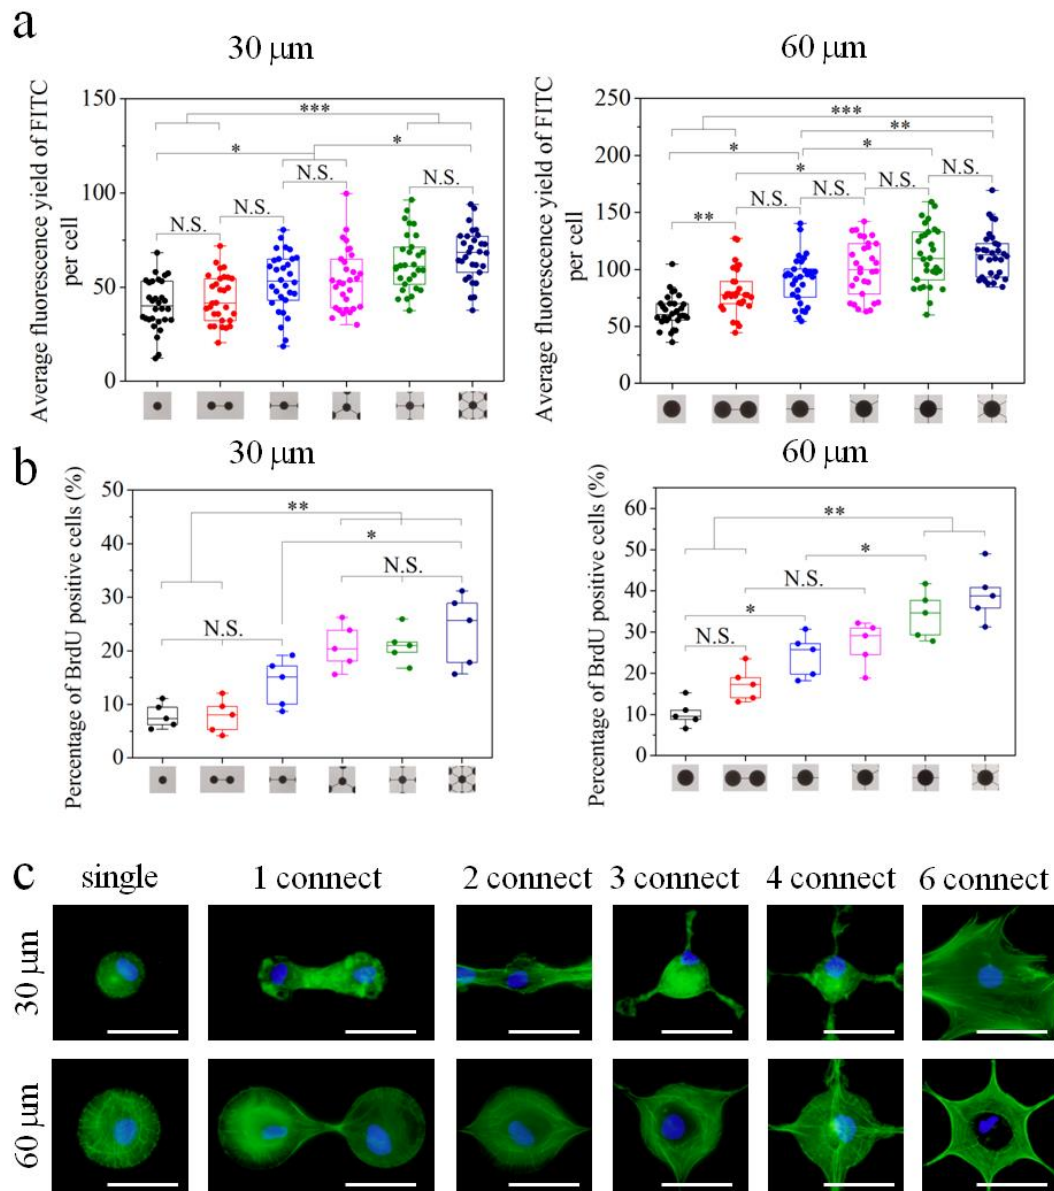 a
30 μm
60 μm
Average fluorescence yield of FITC
per cell
150
100
50
0
***
*
*
N.S.
N.S.
N.S.
N.S.
Average fluorescence yield of FITC
per cell
250
200
150
100
50
0
***
**
*
*
*
N.S.
N.S.
N.S.
N.S.
**
b
30 μm
60 μm
Percentage of BrdU positive cells (%)
50
40
30
20
10
0
**
*
N.S.
N.S.
Percentage of BrdU positive cells (%)
60
50
40
30
20
10
0
**
*
N.S.
*
N.S.
c
single
1 connect
2 connect
3 connect
4 connect
6 connect
30 μm
60 μm